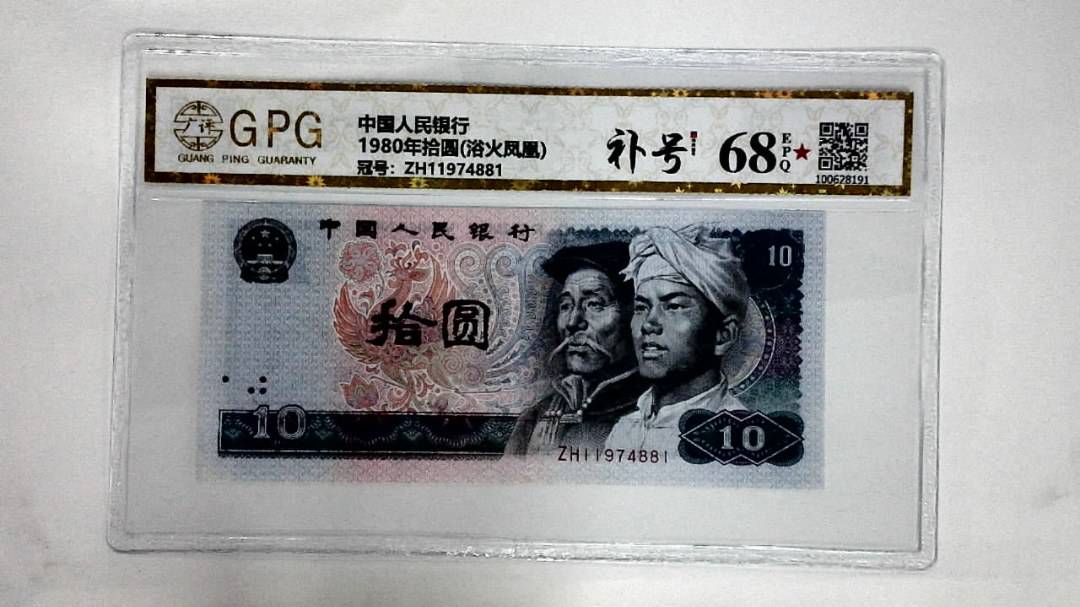 广评
GPG
GUANG PING GUARANTY
中国人民银行
1980年拾圆(浴火凤凰)
冠号：ZH11974881
补号
68
EPQ
100628191
中国人民银行
10
拾圆
10
10
ZH11974881